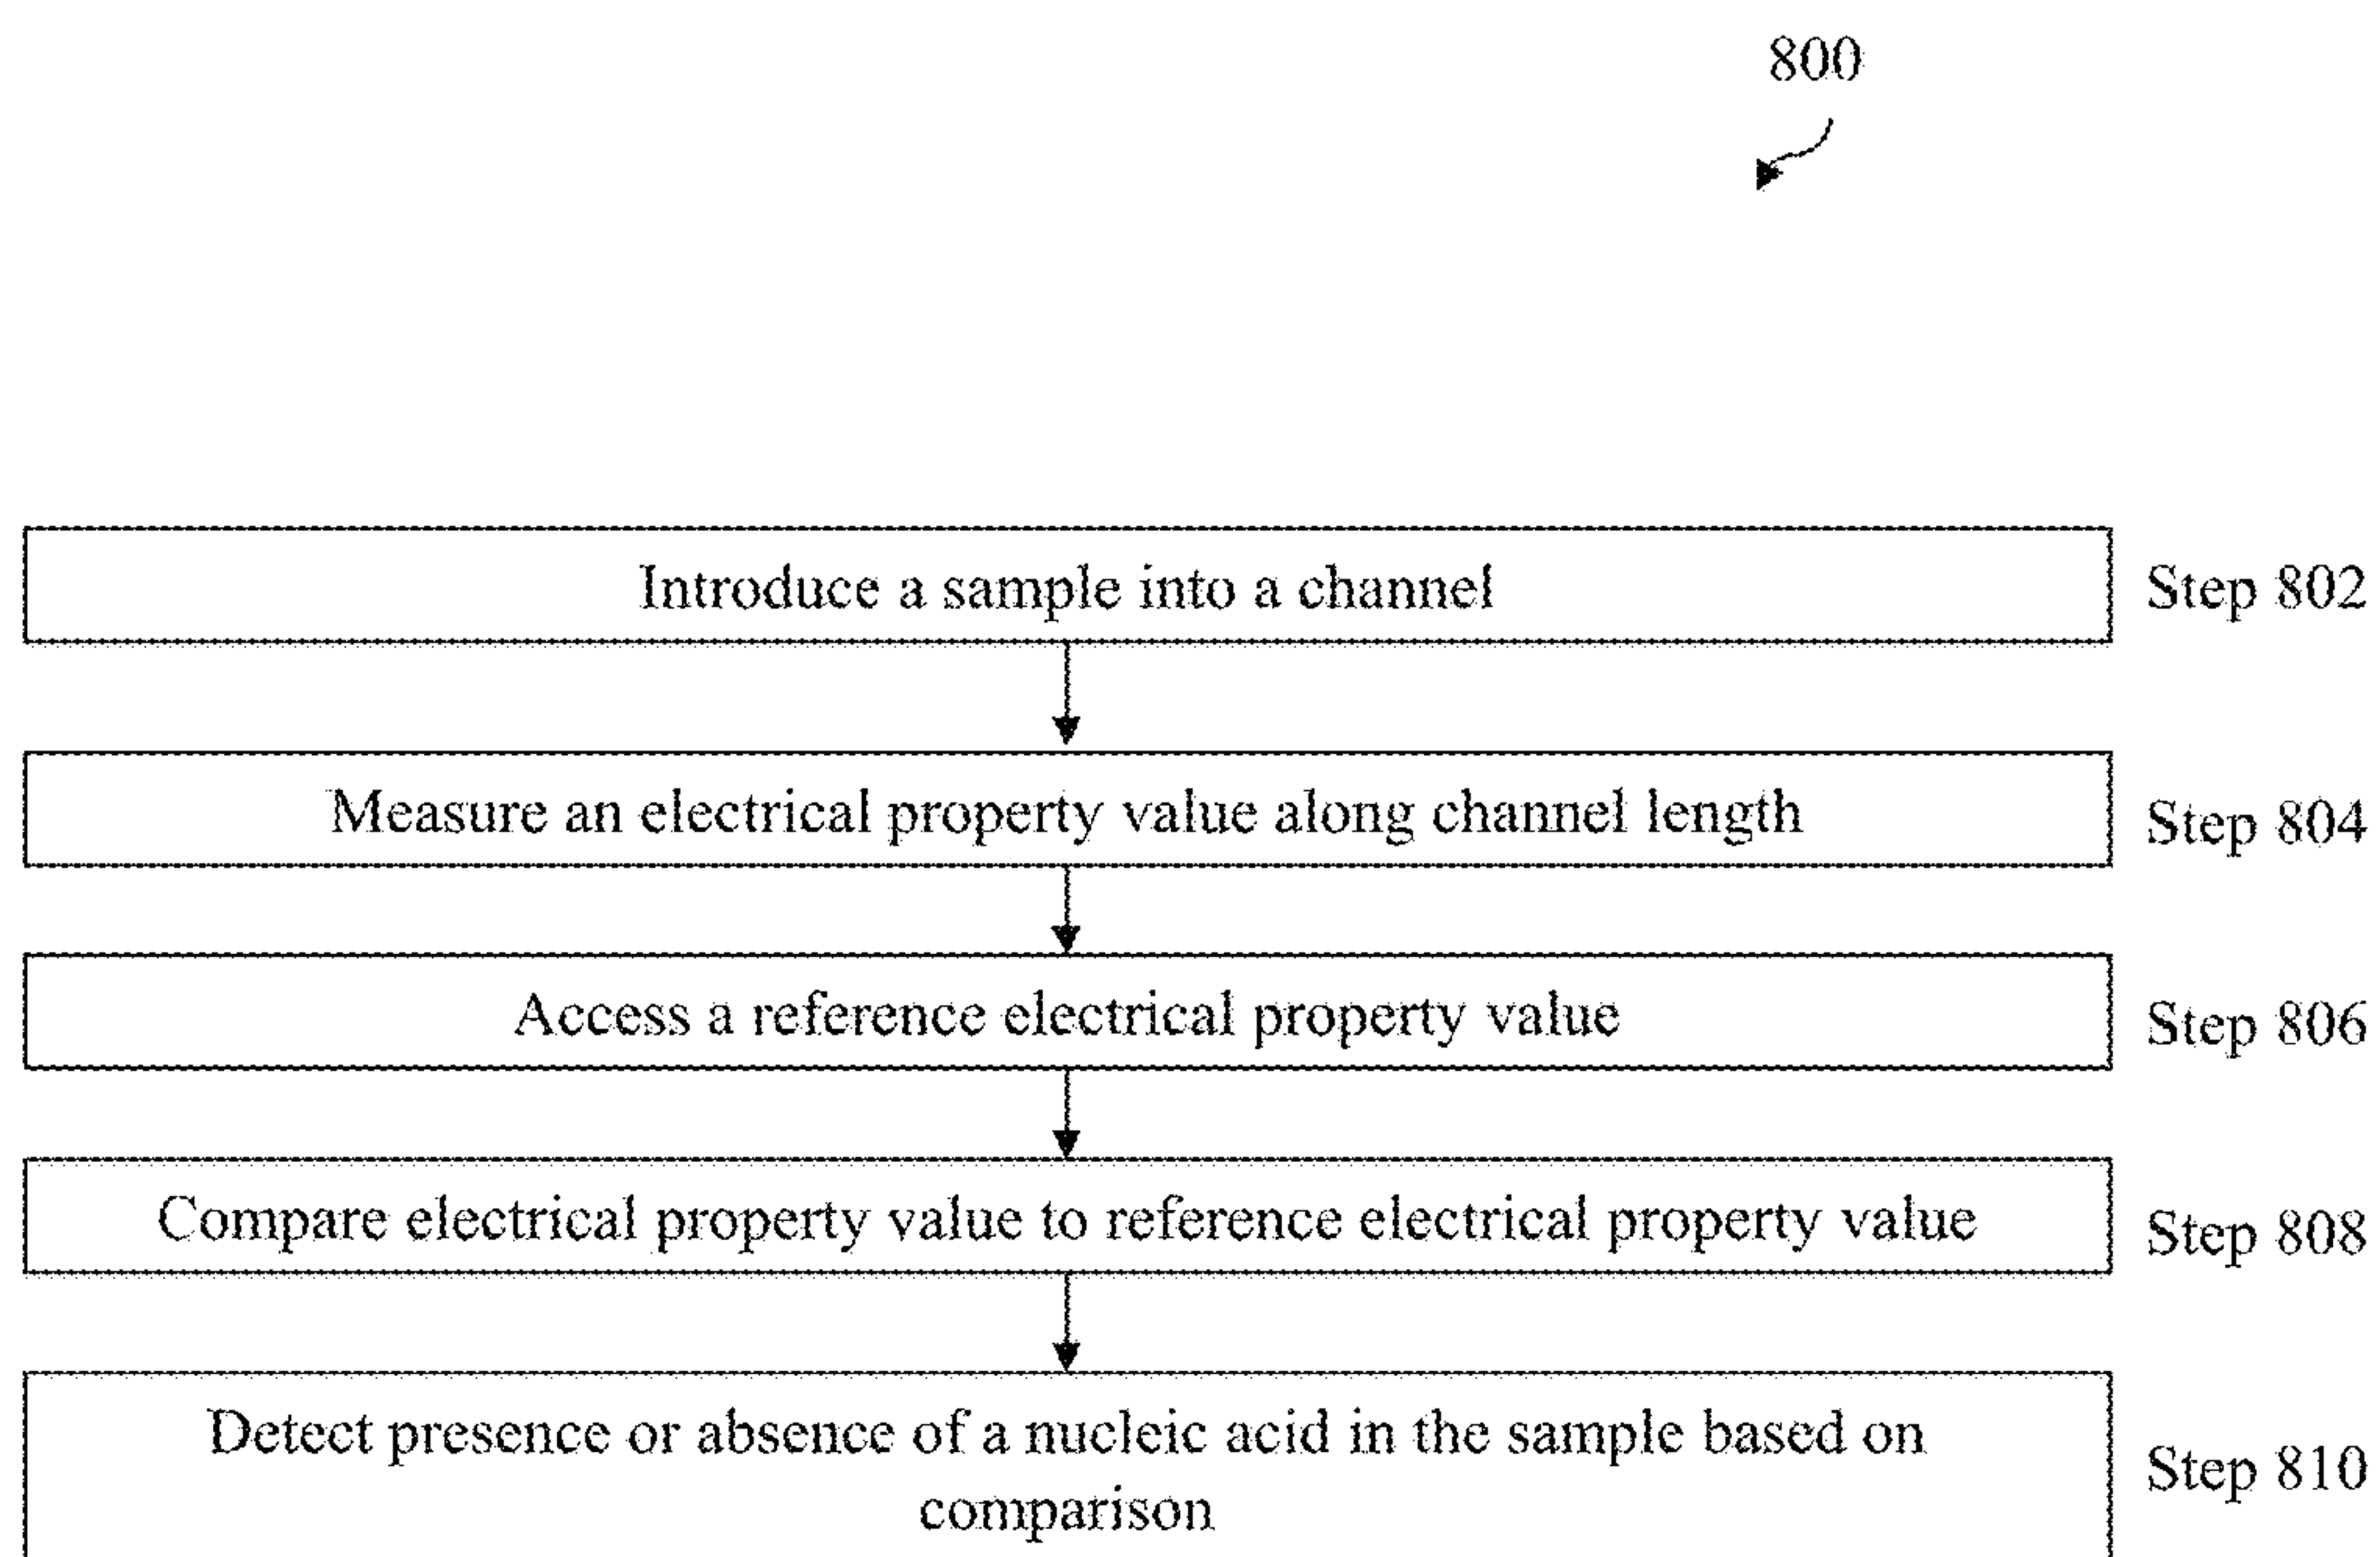 800
Introduce a sample into a channel
Step 802
Measure an electrical property value along channel length
Step 804
Access a reference electrical property value
Step 806
Compare electrical property value to reference electrical property value
Step 808
Detect presence or absence of a nucleic acid in the sample based on
comparison
Step 810